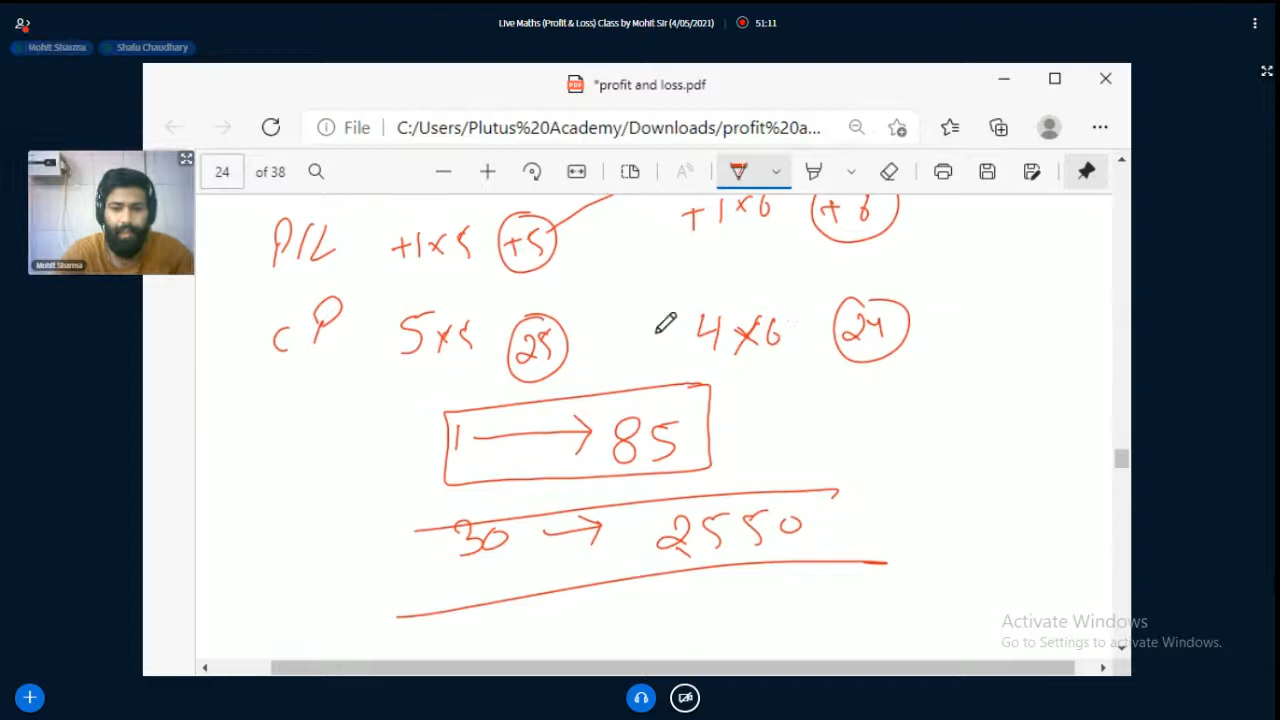 Live Maths (Profit & Loss) Class by Mohit Sir (4/05/2021) 51:11
Mohit Sharma Shalu Chaudhary
*profit and loss.pdf
File C:/Users/Plutus%20Academy/Downloads/profit%20a...
24 of 38
Mohit Sharma
P/L +1×5 +5 +1×6 +6
CP 5×5 25 4×6 24
1 → 85
30 → 2550
Activate Windows
Go to Settings to activate Windows.